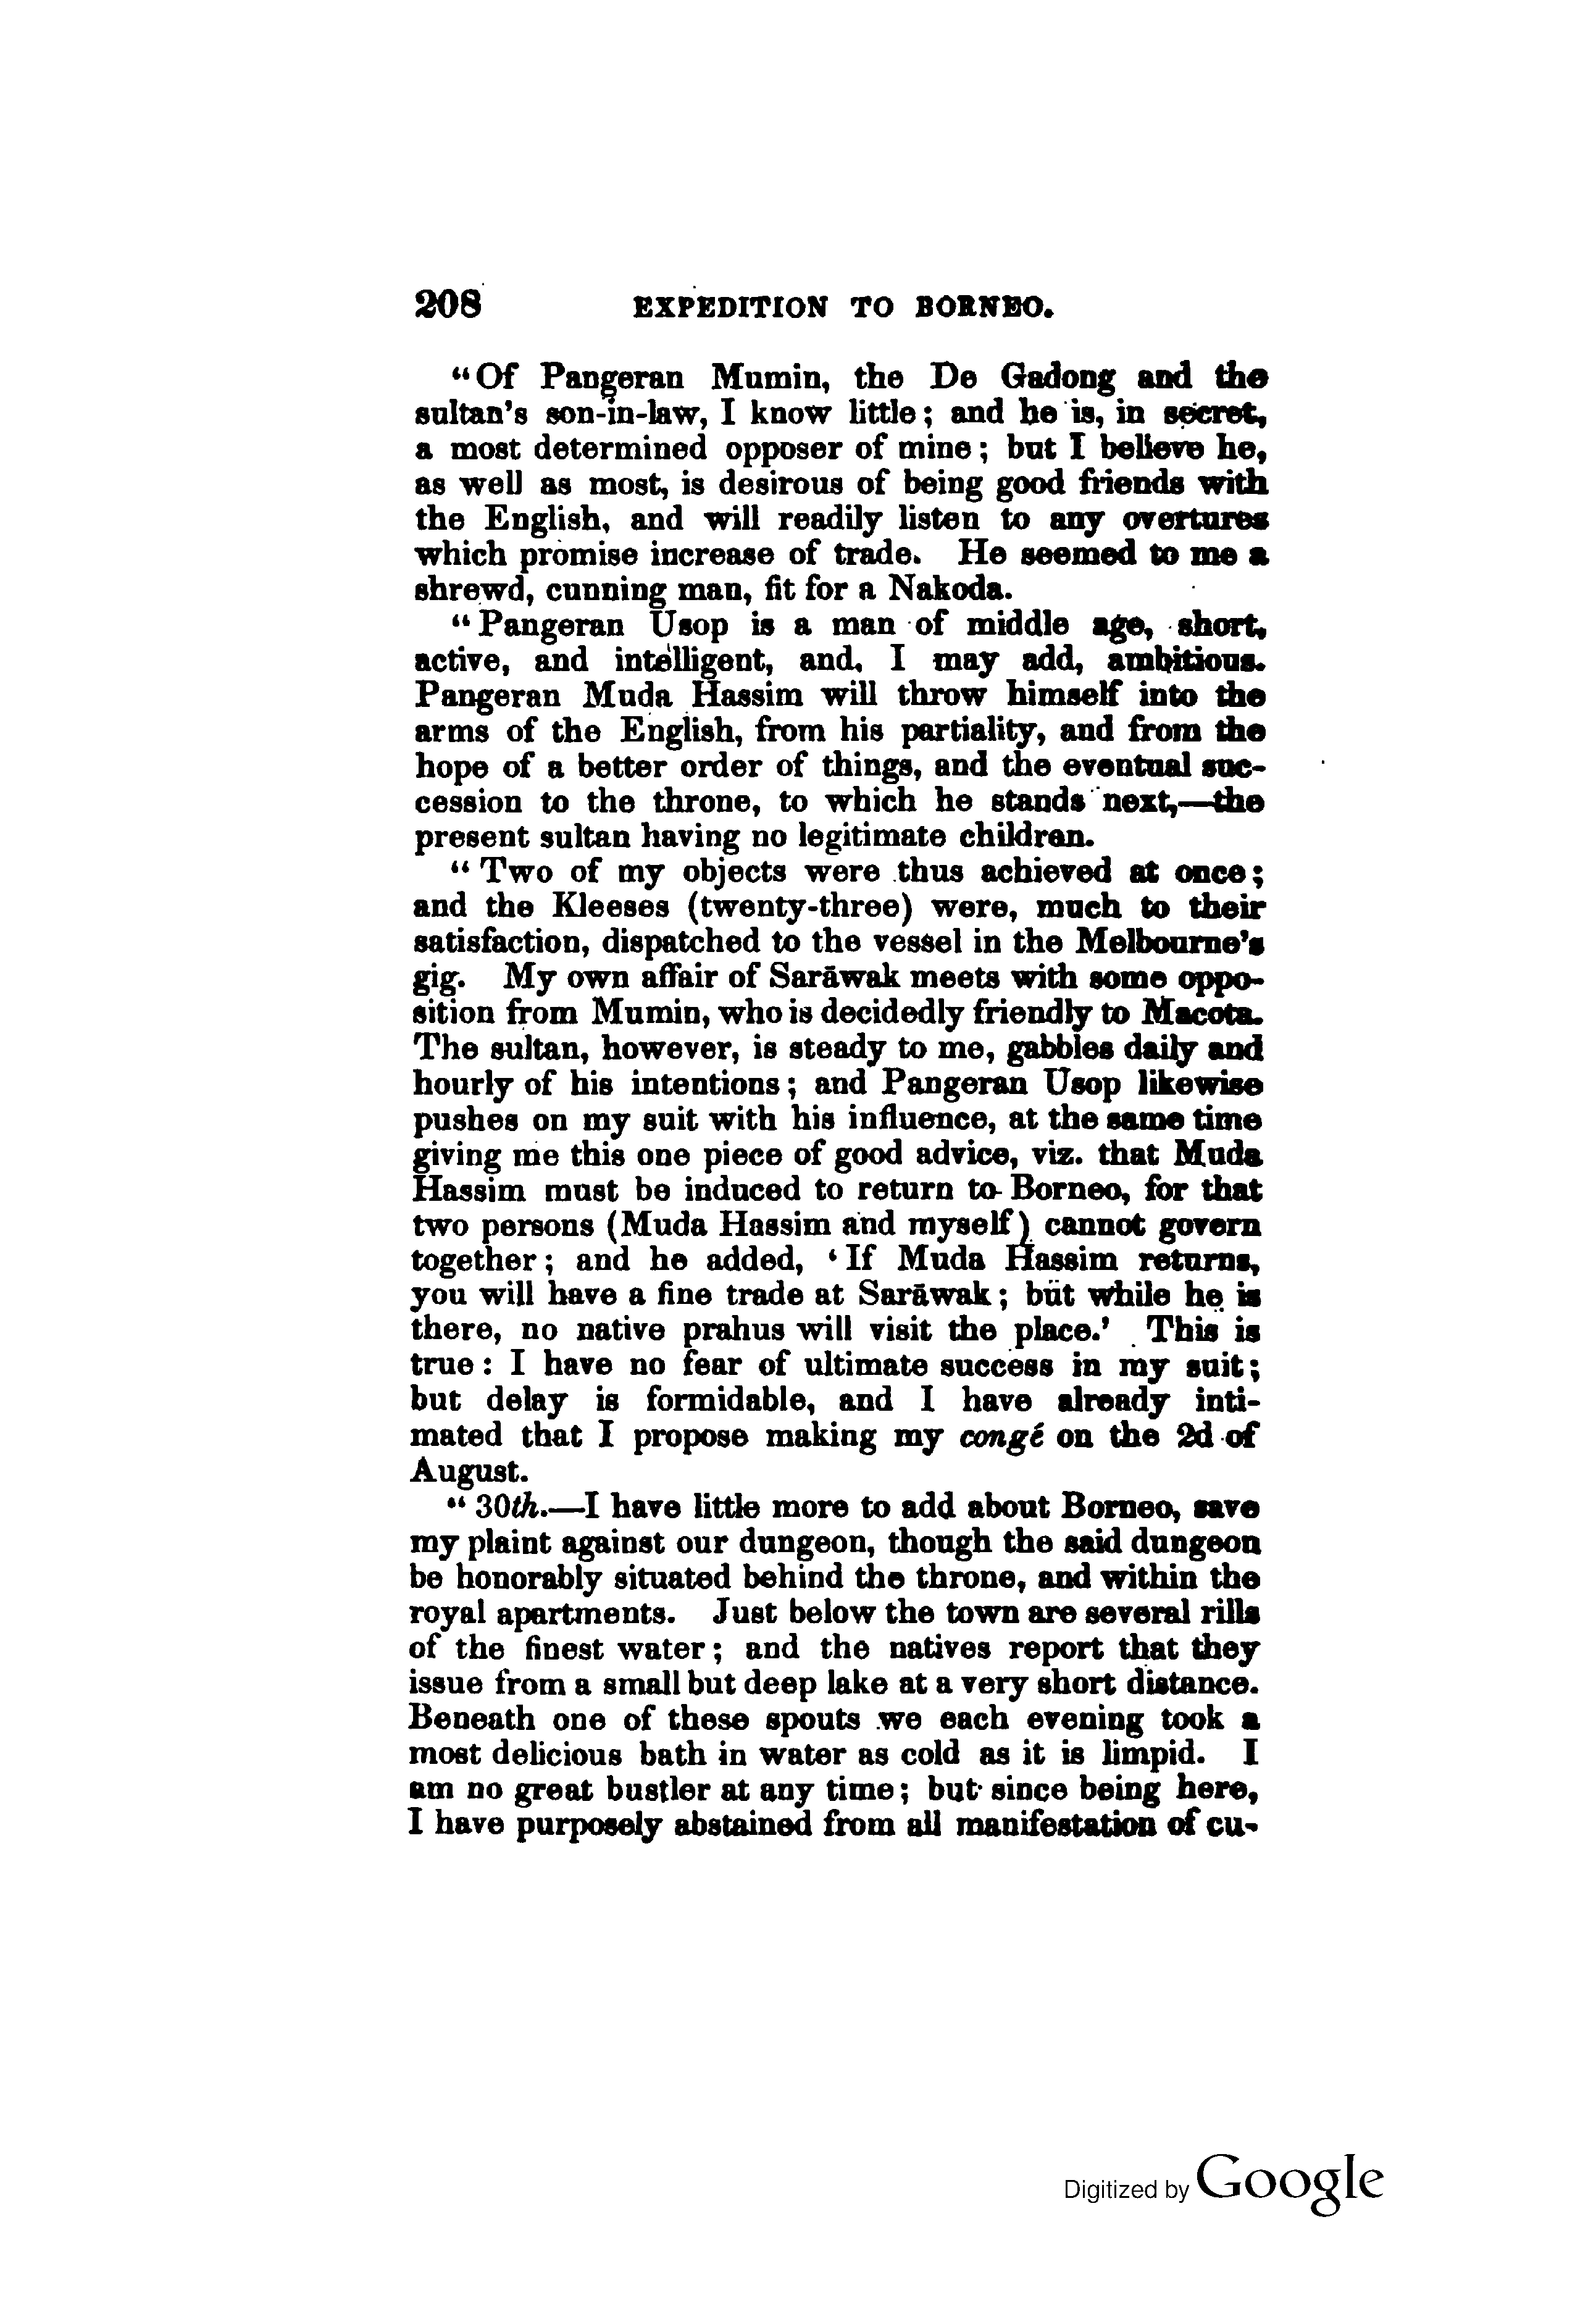 208 EXPEDITION TO BORNEO.
“Of Pangeran Mumin, the De Gadong and the
sultan’s son-in-law, I know little; and he is, in secret,
a most determined opposer of mine; but I believe he,
as well as most, is desirous of being good friends with
the English, and will readily listen to any overtures
which promise increase of trade. He seemed to me a
shrewd, cunning man, fit for a Nakoda.
“Pangeran Usop is a man of middle age, short,
active, and intelligent, and, I may add, ambitious.
Pangeran Muda Hassim will throw himself into the
arms of the English, from his partiality, and from the
hope of a better order of things, and the eventual suc-
cession to the throne, to which he stands next,—the
present sultan having no legitimate children.
“Two of my objects were thus achieved at once;
and the Kleeses (twenty-three) were, much to their
satisfaction, dispatched to the vessel in the Melbourne’s
gig. My own affair of Sarāwak meets with some oppo-
sition from Mumin, who is decidedly friendly to Macota.
The sultan, however, is steady to me, gabbles daily and
hourly of his intentions; and Pangeran Usop likewise
pushes on my suit with his influence, at the same time
giving me this one piece of good advice, viz. that Muda
Hassim must be induced to return to Borneo, for that
two persons (Muda Hassim and myself) cannot govern
together; and he added, ‘If Muda Hassim returns,
you will have a fine trade at Sarāwak; but while he is
there, no native prahus will visit the place.’ This is
true: I have no fear of ultimate success in my suit;
but delay is formidable, and I have already inti-
mated that I propose making my congé on the 2d of
August.
“30th.—I have little more to add about Borneo, save
my plaint against our dungeon, though the said dungeon
be honorably situated behind the throne, and within the
royal apartments. Just below the town are several rills
of the finest water; and the natives report that they
issue from a small but deep lake at a very short distance.
Beneath one of these spouts we each evening took a
most delicious bath in water as cold as it is limpid. I
am no great bustler at any time; but since being here,
I have purposely abstained from all manifestation of cu-
Digitized by Google